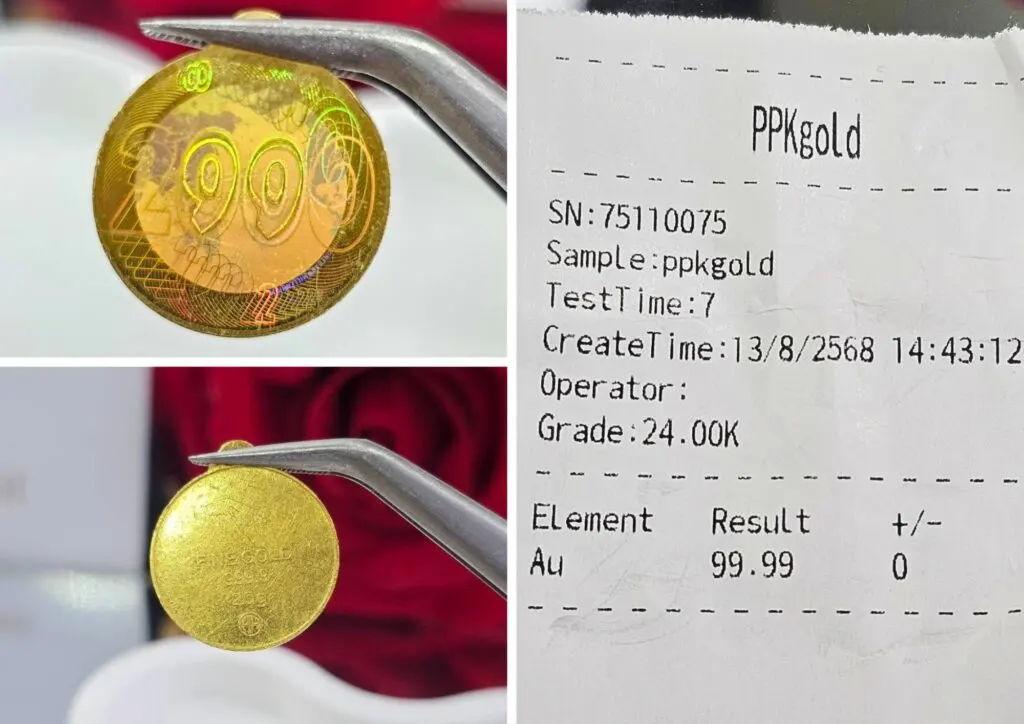 PPKgold
SN:75110075
Sample:ppkgold
TestTime:7
CreateTime:13/8/2568 14:43:12
Operator:
Grade:24.00K
Element Result +/-
Au 99.99 0
FINE GOLD